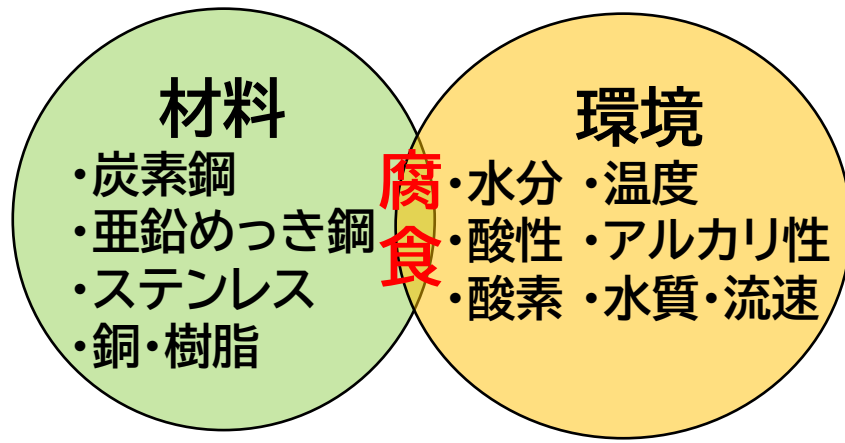 材料
・炭素鋼
・亜鉛めっき鋼
・ステンレス
・銅・樹脂
腐食
環境
・水分 ・温度
・酸性 ・アルカリ性
・酸素 ・水質・流速